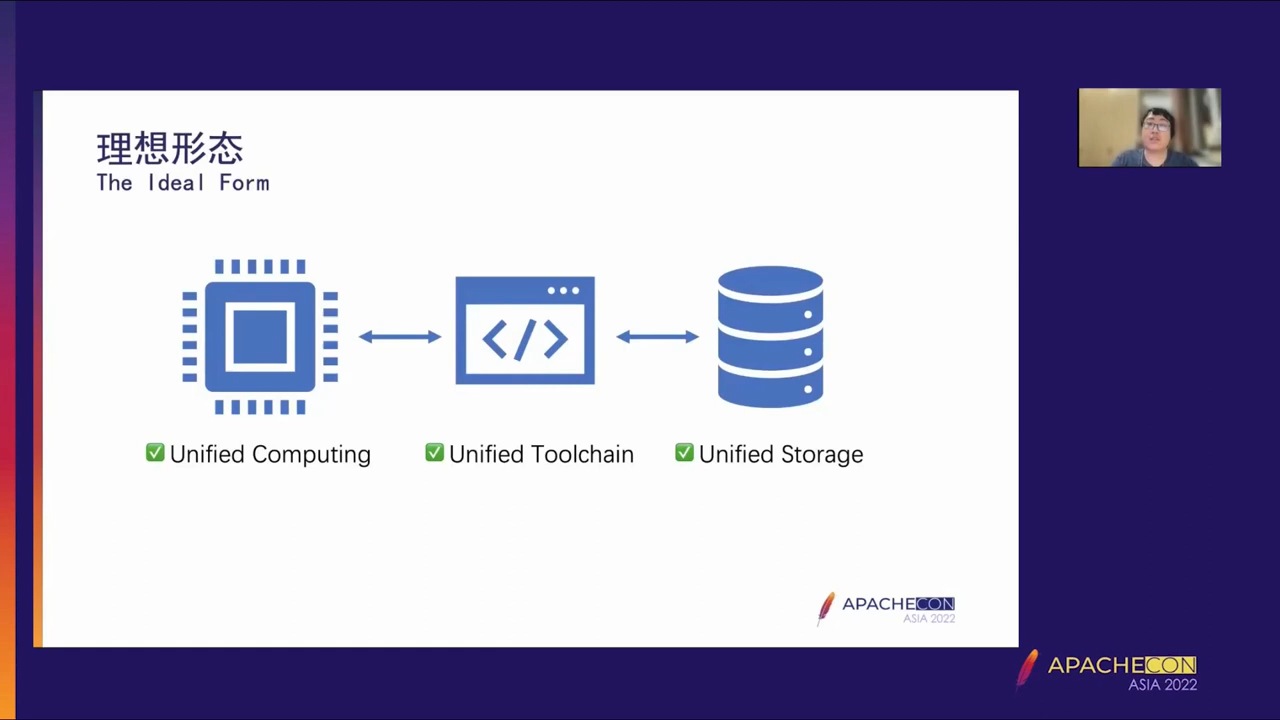 理想形态
The Ideal Form
</>
Unified Computing
Unified Toolchain
Unified Storage
APACHECON
ASIA 2022
APACHECON
ASIA 2022